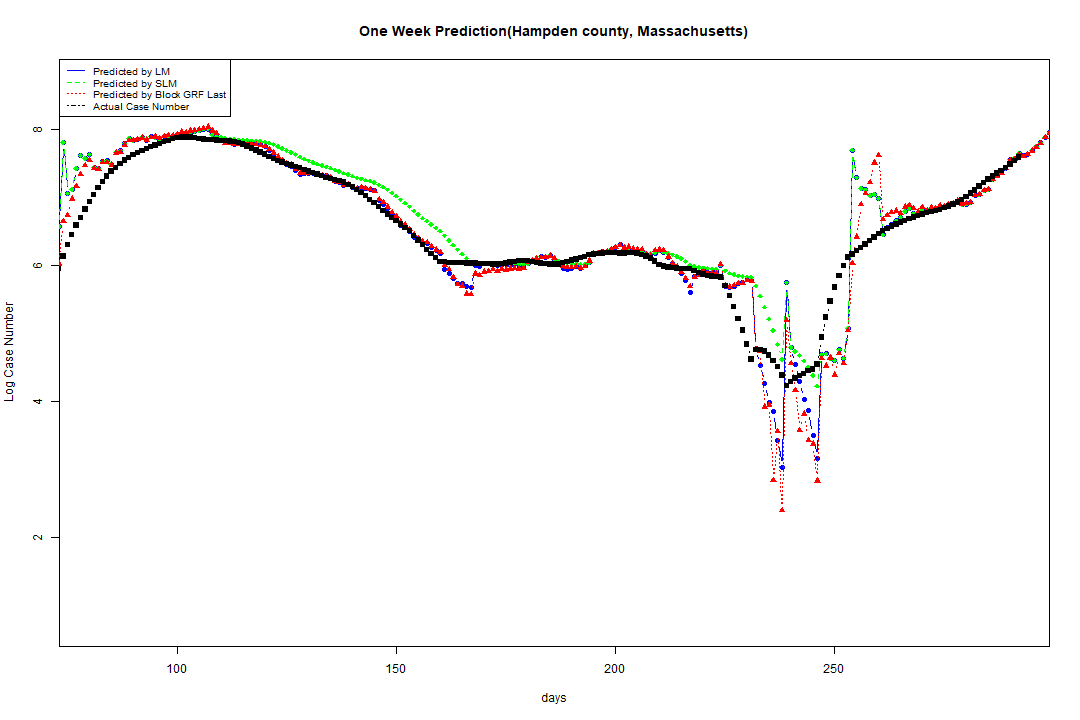 One Week Prediction(Hampden county, Massachusetts)
Predicted by LM
Predicted by SLM
Predicted by Block GRF Last
Actual Case Number
8
6
4
2
Log Case Number
100 150 200 250
days